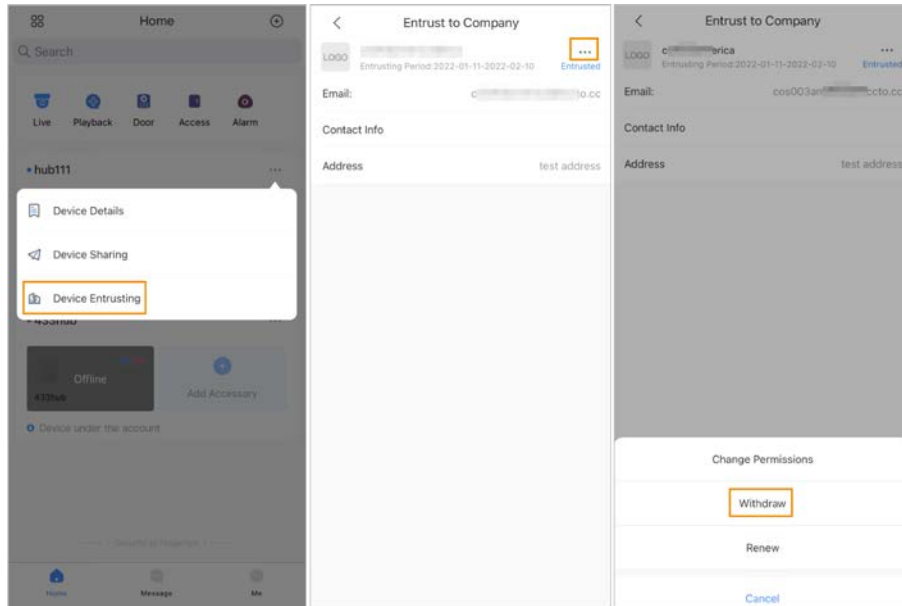 Home
Search
Live Playback Door Access Alarm
hub111
Device Details
Device Sharing
Device Entrusting
433hub
Offline
433hub
Add Accessory
Device under the account
Home Message Me
Entrust to Company
LOGO
Entrusting Period:2022-01-11-2022-02-10 Entrusted
Email:
Contact Info
Address test address
Entrust to Company
LOGO
Entrusting Period:2022-01-11-2022-02-10 Entrusted
Email:
Contact Info
Address test address
Change Permissions
Withdraw
Renew
Cancel